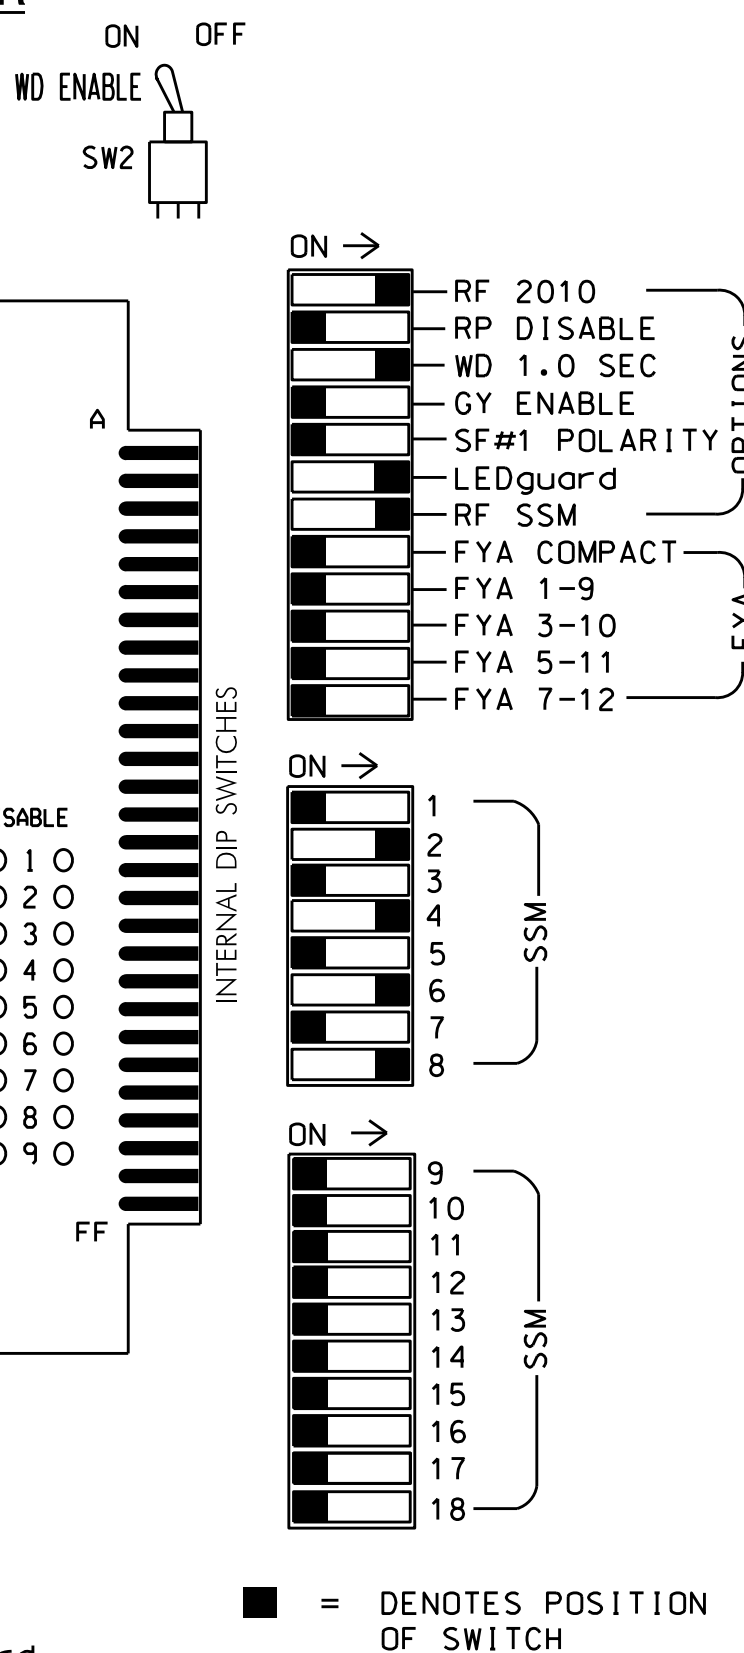 ON OFF
WD ENABLE
SW2
ON
RF 2010
RP DISABLE
WD 1.0 SEC
GY ENABLE
SF#1 POLARITY
LEDguard
RF SSM
OPTIONS
FYA COMPACT
FYA 1-9
FYA 3-10
FYA 5-11
FYA 7-12
FYA
A
FF
INTERNAL DIP SWITCHES
SABLE
1
2
3
4
5
6
7
8
9
ON
1
2
3
4
5
6
7
8
SSM
ON
9
10
11
12
13
14
15
16
17
18
SSM
= DENOTES POSITION
OF SWITCH